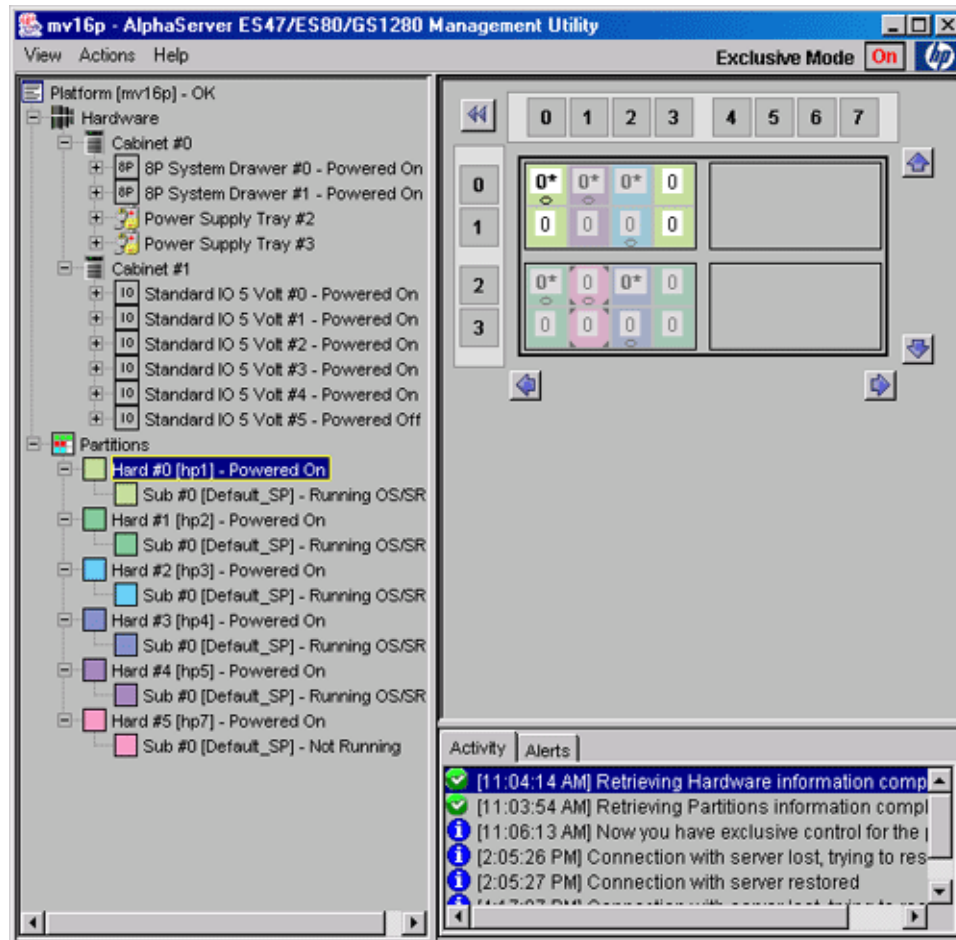 mv16p - AlphaServer ES47/ES80/GS1280 Management Utility
View Actions Help
Exclusive Mode On hp
Platform [mv16p] - OK
Hardware
Cabinet #0
8P 8P System Drawer #0 - Powered On
8P 8P System Drawer #1 - Powered On
Power Supply Tray #2
Power Supply Tray #3
Cabinet #1
IO Standard IO 5 Volt #0 - Powered On
IO Standard IO 5 Volt #1 - Powered On
IO Standard IO 5 Volt #2 - Powered On
IO Standard IO 5 Volt #3 - Powered On
IO Standard IO 5 Volt #4 - Powered On
IO Standard IO 5 Volt #5 - Powered Off
Partitions
Hard #0 [hp1] - Powered On
Sub #0 [Default_SP] - Running OS/SR
Hard #1 [hp2] - Powered On
Sub #0 [Default_SP] - Running OS/SR
Hard #2 [hp3] - Powered On
Sub #0 [Default_SP] - Running OS/SR
Hard #3 [hp4] - Powered On
Sub #0 [Default_SP] - Running OS/SR
Hard #4 [hp5] - Powered On
Sub #0 [Default_SP] - Running OS/SR
Hard #5 [hp7] - Powered On
Sub #0 [Default_SP] - Not Running
0 1 2 3 4 5 6 7
0 0* 0* 0* 0
1 0 0 0 0
2 0* 0 0* 0
3 0 0 0 0
Activity Alerts
[11:04:14 AM] Retrieving Hardware information comp
[11:03:54 AM] Retrieving Partitions information compl
[11:06:13 AM] Now you have exclusive control for the
[2:05:26 PM] Connection with server lost, trying to res
[2:05:27 PM] Connection with server restored